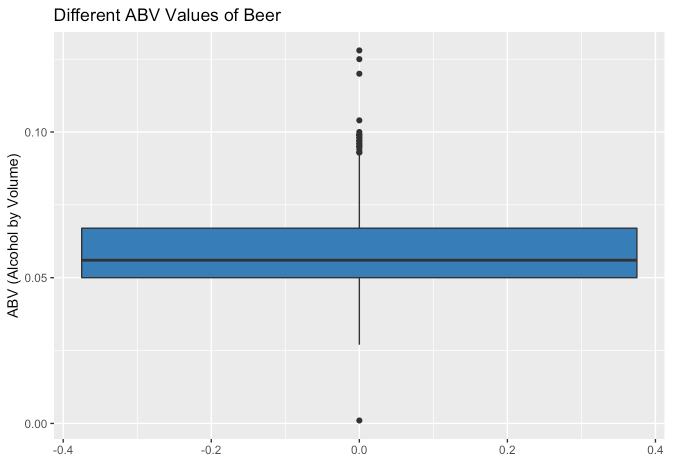 Different ABV Values of Beer
ABV (Alcohol by Volume)
0.10
0.05
0.00
-0.4 -0.2 0.0 0.2 0.4